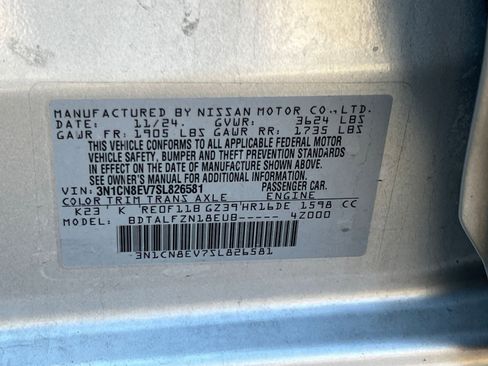 MANUFACTURED BY NISSAN MOTOR CO.,LTD.
DATE: 11/24. GVWR: 3624 LBS
GAWR FR: 1905 LBS GAWR RR: 1735 LBS
THIS VEHICLE CONFORMS TO ALL APPLICABLE FEDERAL MOTOR
VEHICLE SAFETY, BUMPER AND THEFT PREVENTION STANDARDS
IN EFFECT ON THE DATE OF MANUFACTURE SHOWN ABOVE.
SEE OWNER'S MANUAL FOR ADDITIONAL INFORMATION.
VIN: 3N1CN8EV7SL826581 PASSENGER CAR.
COLOR TRIM TRANS AXLE ENGINE
K23 K RE0F11B GZ39 HR16DE 1598 CC
MODEL: BDTALFZN18EUB----- 4Z000
3N1CN8EV7SL826581